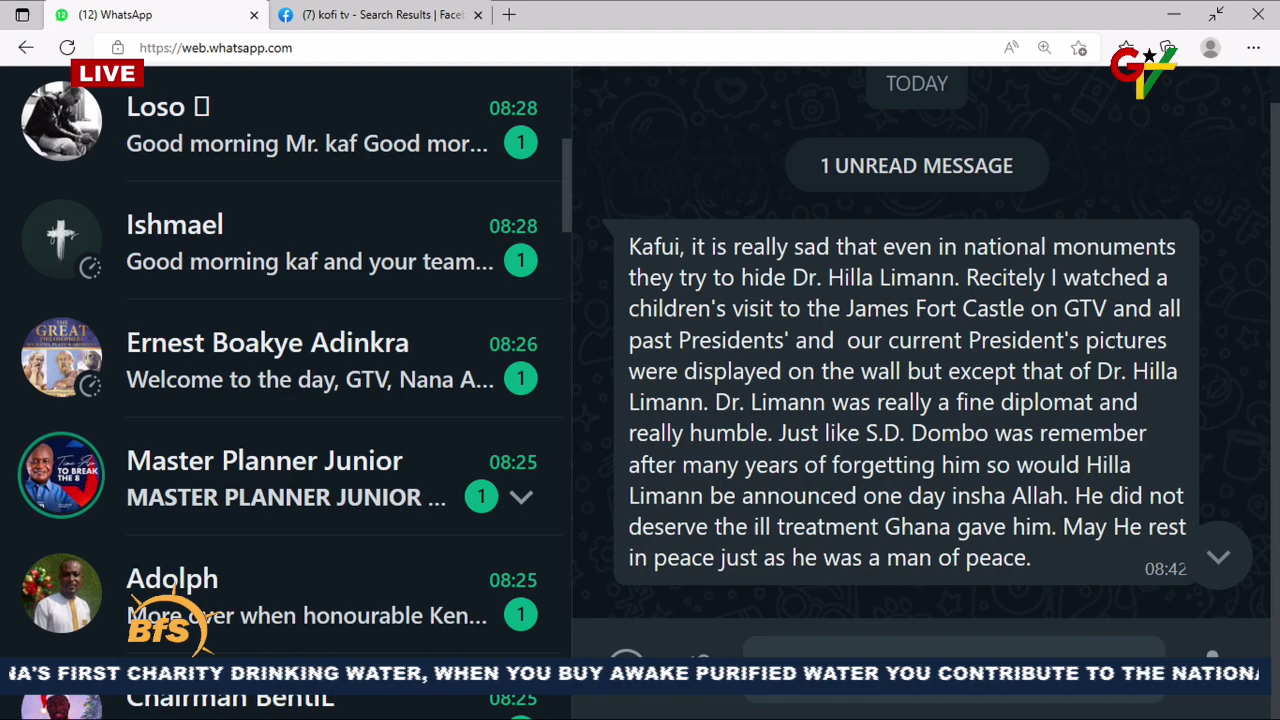 (12) WhatsApp
(7) kofi tv - Search Results | Face
https://web.whatsapp.com
LIVE
GTV
Loso
08:28
Good morning Mr. kaf Good mor...
1
Ishmael
08:28
Good morning kaf and your team...
1
Ernest Boakye Adinkra
08:26
Welcome to the day, GTV, Nana A...
1
Master Planner Junior
08:25
MASTER PLANNER JUNIOR ...
1
Adolph
08:25
More over when honourable Ken...
1
Chairman Bentil
08:25
TODAY
1 UNREAD MESSAGE
Kafui, it is really sad that even in national monuments
they try to hide Dr. Hilla Limann. Recitely I watched a
children's visit to the James Fort Castle on GTV and all
past Presidents' and our current President's pictures
were displayed on the wall but except that of Dr. Hilla
Limann. Dr. Limann was really a fine diplomat and
really humble. Just like S.D. Dombo was remember
after many years of forgetting him so would Hilla
Limann be announced one day insha Allah. He did not
deserve the ill treatment Ghana gave him. May He rest
in peace just as he was a man of peace.
08:42
BFS
NA'S FIRST CHARITY DRINKING WATER, WHEN YOU BUY AWAKE PURIFIED WATER YOU CONTRIBUTE TO THE NATIONA